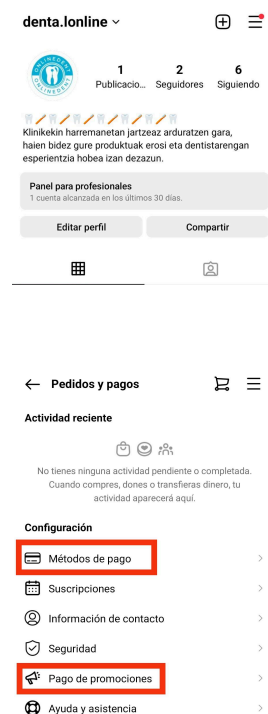 denta.lonline
1 2 6
Publicacio... Seguidores Siguiendo
Klinikekin harremanetan jartzeaz arduratzen gara,
haien bidez gure produktuak erosi eta dentistarengan
esperientzia hobea izan dezazun.
Panel para profesionales
1 cuenta alcanzada en los últimos 30 días.
Editar perfil Compartir
Pedidos y pagos
Actividad reciente
No tienes ninguna actividad pendiente o completada.
Cuando compres, dones o transfieras dinero, tu
actividad aparecerá aquí.
Configuración
Métodos de pago
Suscripciones
Información de contacto
Seguridad
Pago de promociones
Ayuda y asistencia